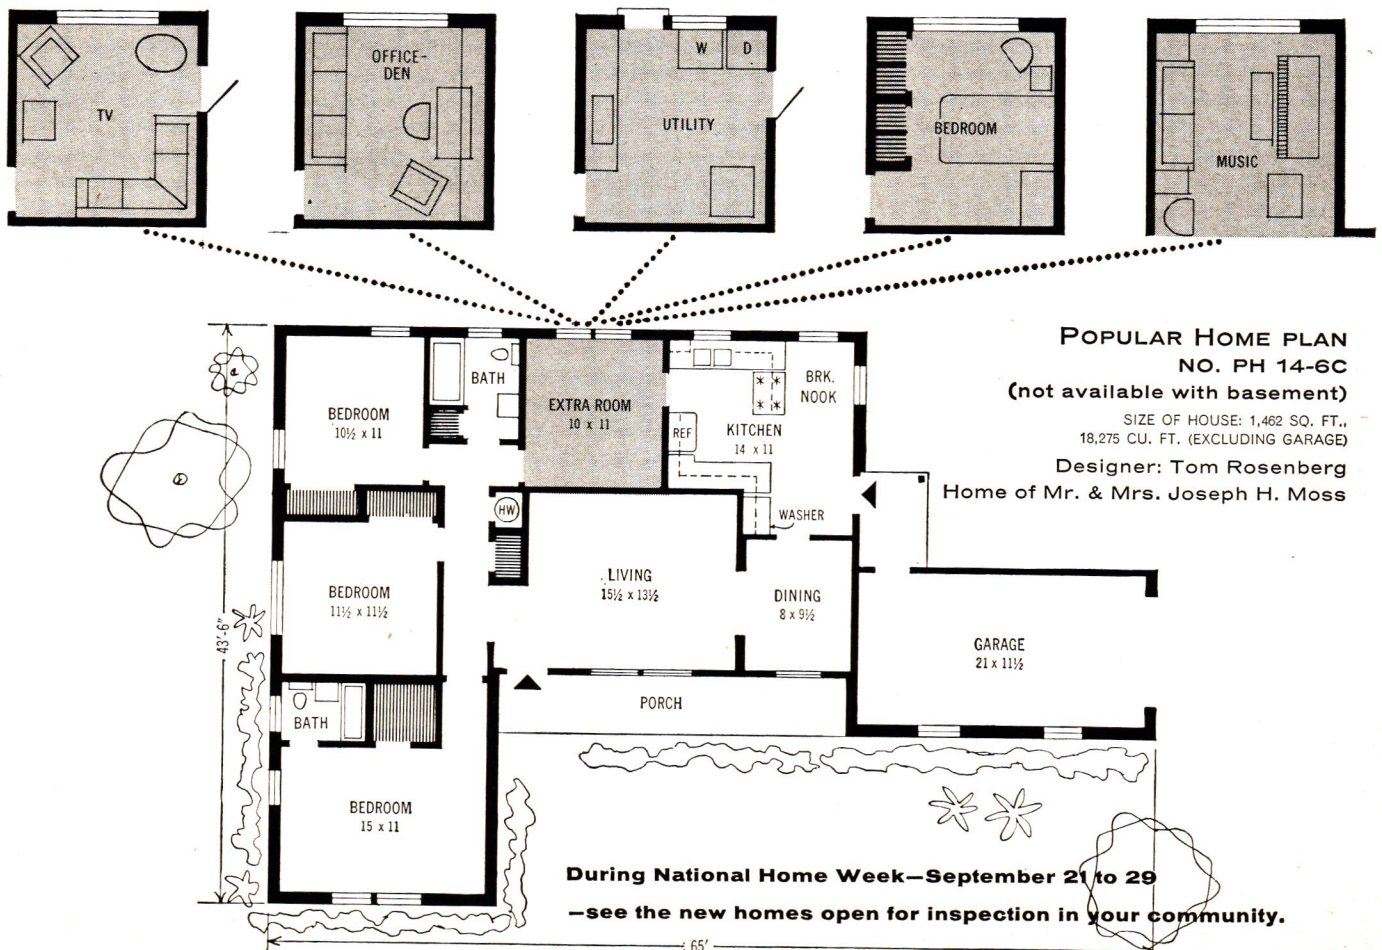 TV
OFFICE-
DEN
UTILITY
W
D
BEDROOM
MUSIC
POPULAR HOME PLAN
NO. PH 14-6C
(not available with basement)
SIZE OF HOUSE: 1,462 SQ. FT.,
18,275 CU. FT. (EXCLUDING GARAGE)
Designer: Tom Rosenberg
Home of Mr. & Mrs. Joseph H. Moss
BEDROOM
10½ x 11
BATH
EXTRA ROOM
10 x 11
REF
KITCHEN
14 x 11
BRK.
NOOK
HW
WASHER
BEDROOM
11½ x 11½
LIVING
15½ x 13½
DINING
8 x 9½
GARAGE
21 x 11½
43'-6"
BATH
PORCH
BEDROOM
15 x 11
During National Home Week—September 21 to 29
—see the new homes open for inspection in your community.
65'